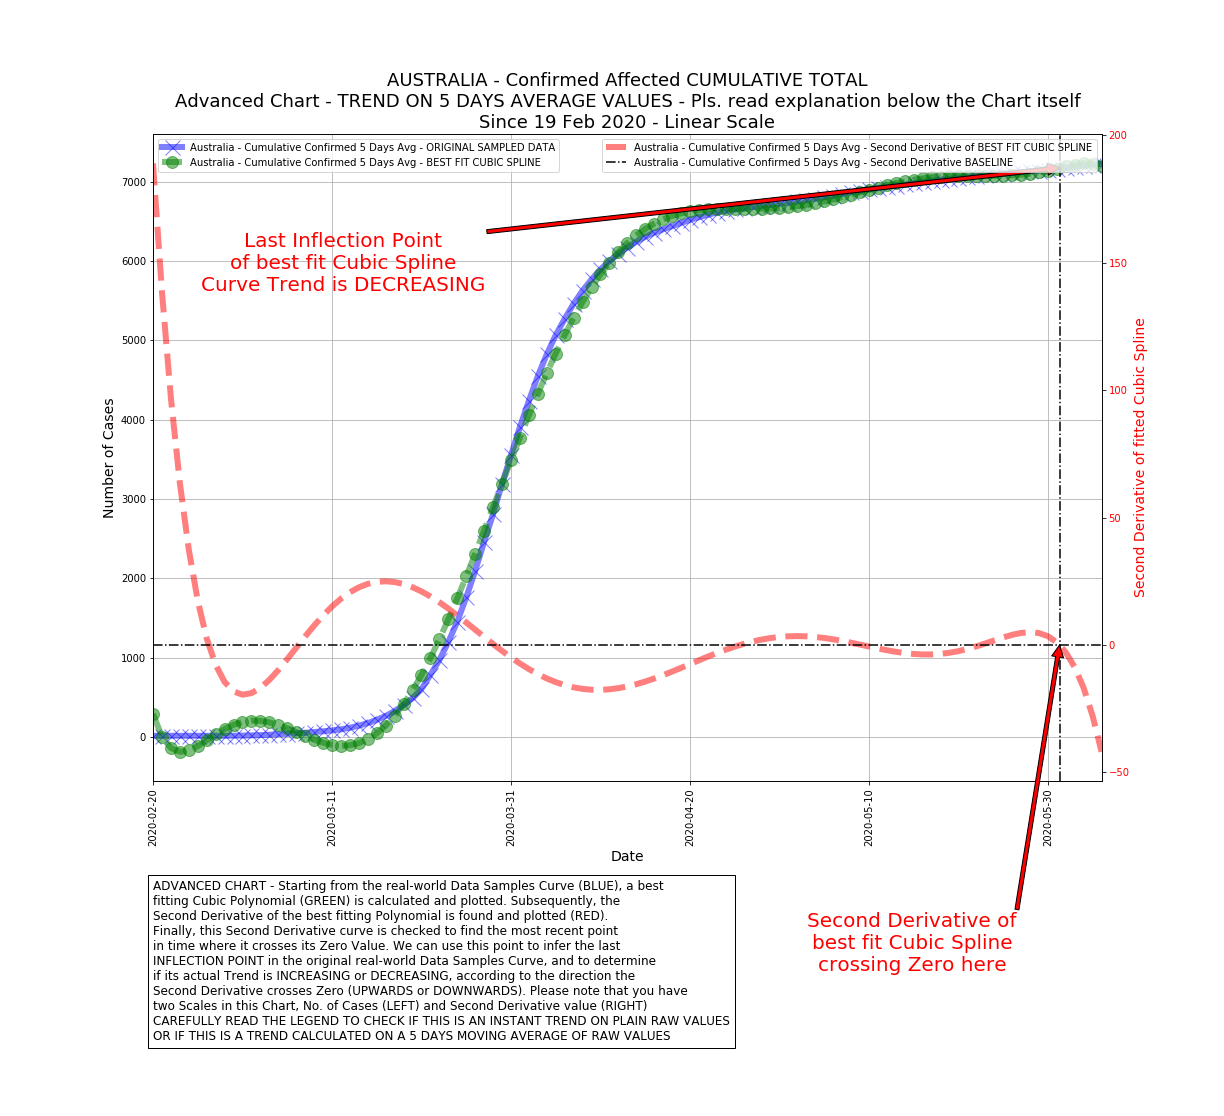 AUSTRALIA - Confirmed Affected CUMULATIVE TOTAL
Advanced Chart - TREND ON 5 DAYS AVERAGE VALUES - Pls. read explanation below the Chart itself
Since 19 Feb 2020 - Linear Scale
Australia - Cumulative Confirmed 5 Days Avg - ORIGINAL SAMPLED DATA
Australia - Cumulative Confirmed 5 Days Avg - BEST FIT CUBIC SPLINE
Australia - Cumulative Confirmed 5 Days Avg - Second Derivative of BEST FIT CUBIC SPLINE
Australia - Cumulative Confirmed 5 Days Avg - Second Derivative BASELINE
Number of Cases
7000
6000
5000
4000
3000
2000
1000
0
Last Inflection Point
of best fit Cubic Spline
Curve Trend is DECREASING
200
150
100
50
0
−50
Second Derivative of fitted Cubic Spline
2020-02-20
2020-03-11
2020-03-31
2020-04-20
2020-05-10
2020-05-30
Date
ADVANCED CHART - Starting from the real-world Data Samples Curve (BLUE), a best
fitting Cubic Polynomial (GREEN) is calculated and plotted. Subsequently, the
Second Derivative of the best fitting Polynomial is found and plotted (RED).
Finally, this Second Derivative curve is checked to find the most recent point
in time where it crosses its Zero Value. We can use this point to infer the last
INFLECTION POINT in the original real-world Data Samples Curve, and to determine
if its actual Trend is INCREASING or DECREASING, according to the direction the
Second Derivative crosses Zero (UPWARDS or DOWNWARDS). Please note that you have
two Scales in this Chart, No. of Cases (LEFT) and Second Derivative value (RIGHT)
CAREFULLY READ THE LEGEND TO CHECK IF THIS IS AN INSTANT TREND ON PLAIN RAW VALUES
OR IF THIS IS A TREND CALCULATED ON A 5 DAYS MOVING AVERAGE OF RAW VALUES
Second Derivative of
best fit Cubic Spline
crossing Zero here